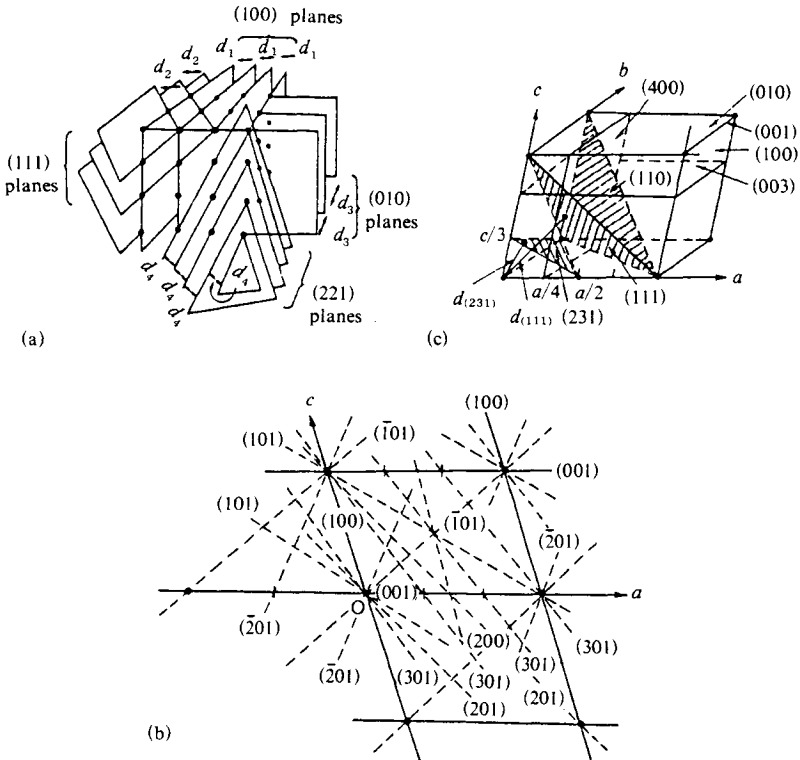 (100) planes
d₂ d₂ d₁ d₁ d₁
(111)
planes
d₃
d₃
(010)
planes
d₄ d₄ d₄ d₄
d₄
(221)
planes
(a)
c b a
(400)
(010)
(001)
(100)
(003)
(110)
c/3
a/4 a/2 (111)
d(231)
d(111) (231)
(c)
c
(100)
(101) (1̄01)
(001)
(101)
(100) (1̄01)
(2̄01)
O (001) a
(2̄01)
(200)
(2̄01) (301) (301) (301) (301)
(201) (201)
(b)